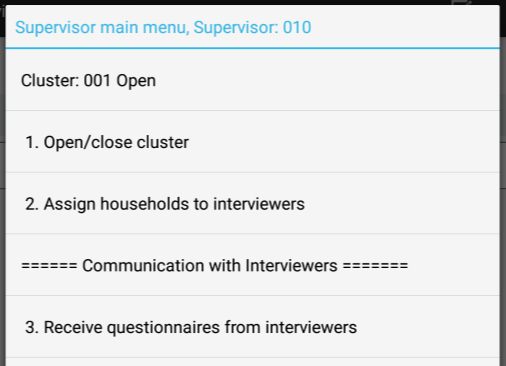 Supervisor main menu, Supervisor: 010
Cluster: 001 Open
1. Open/close cluster
2. Assign households to interviewers
====== Communication with Interviewers =======
3. Receive questionnaires from interviewers